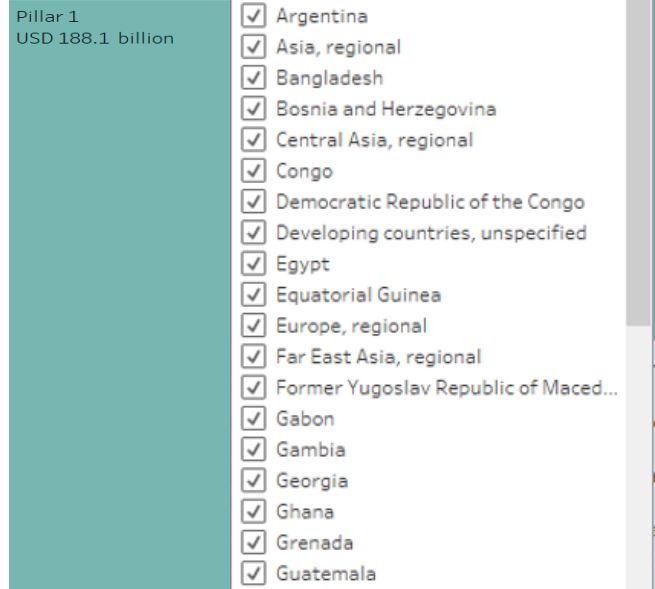 Pillar 1
USD 188.1 billion
Argentina
Asia, regional
Bangladesh
Bosnia and Herzegovina
Central Asia, regional
Congo
Democratic Republic of the Congo
Developing countries, unspecified
Egypt
Equatorial Guinea
Europe, regional
Far East Asia, regional
Former Yugoslav Republic of Maced...
Gabon
Gambia
Georgia
Ghana
Grenada
Guatemala